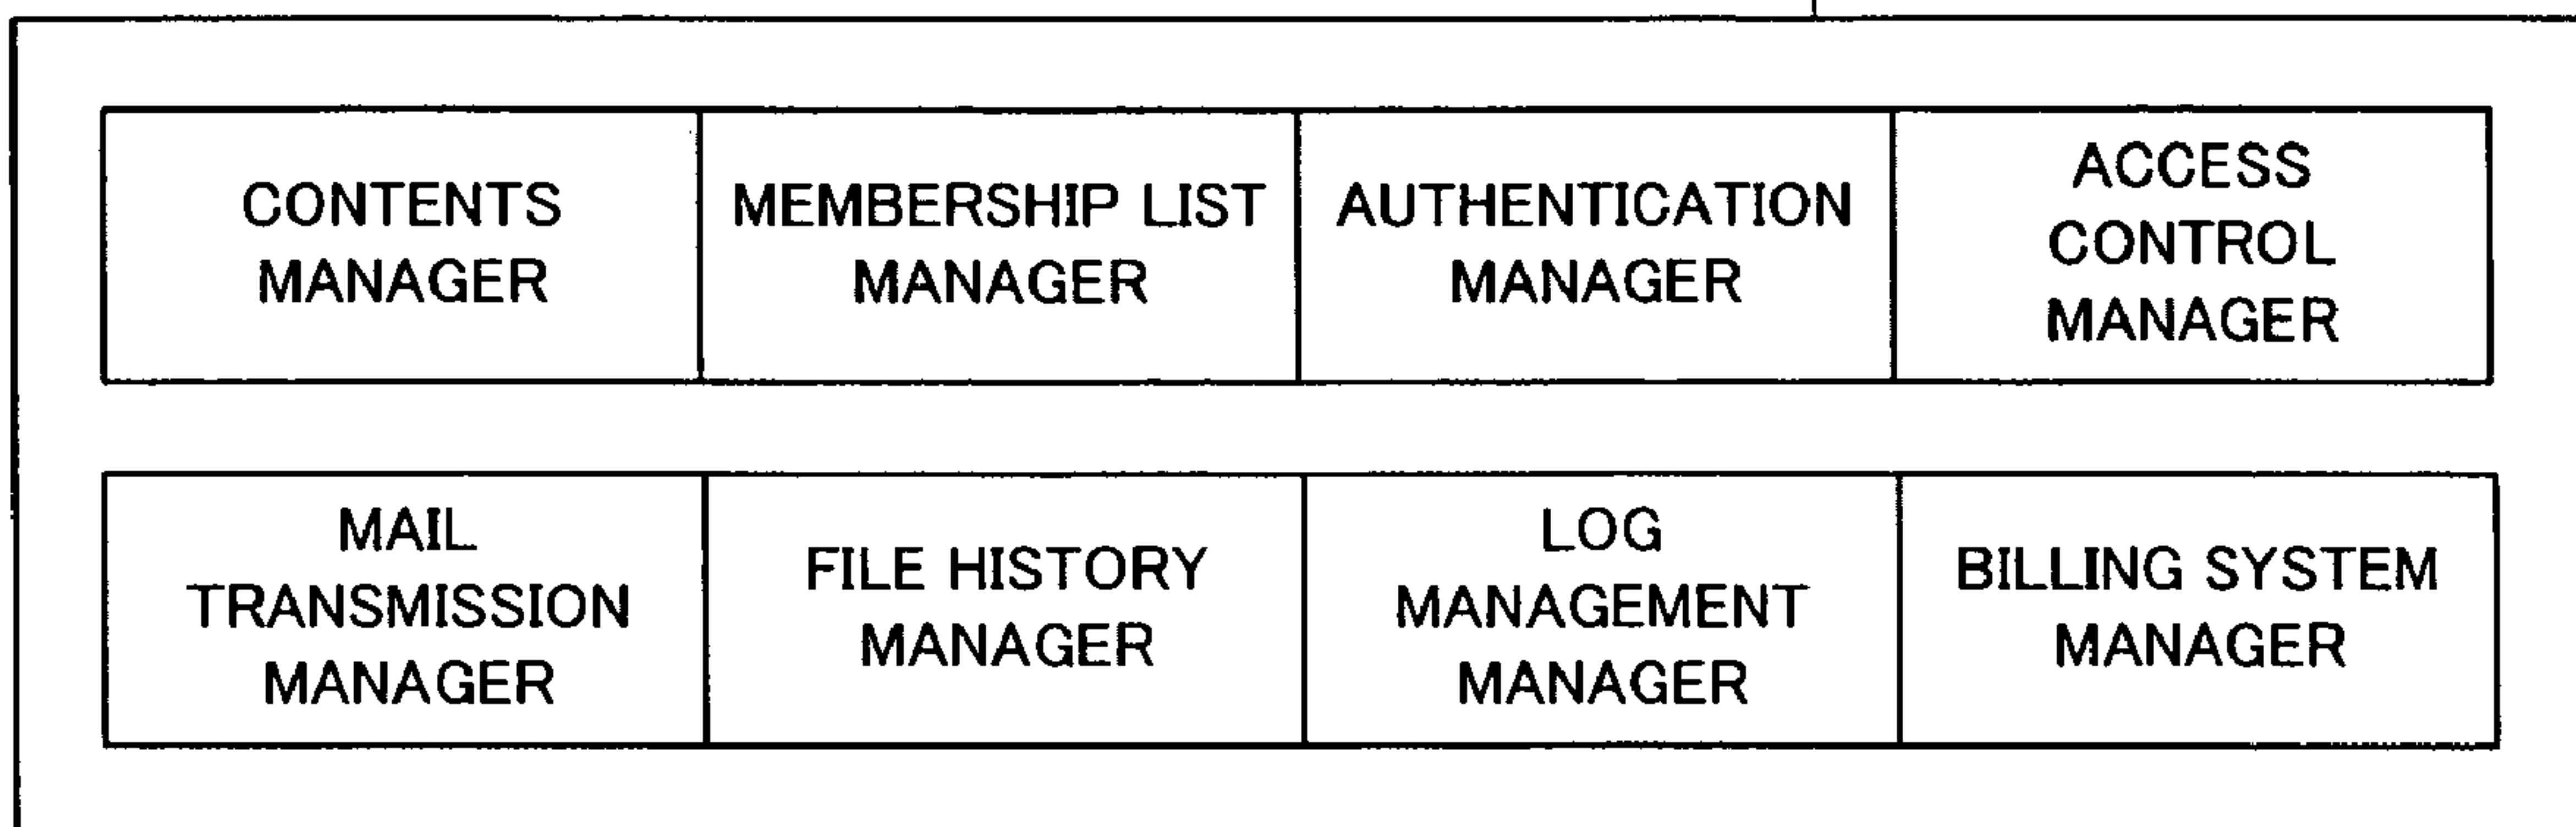 CONTENTS
MANAGER
MEMBERSHIP LIST
MANAGER
AUTHENTICATION
MANAGER
ACCESS
CONTROL
MANAGER
MAIL
TRANSMISSION
MANAGER
FILE HISTORY
MANAGER
LOG
MANAGEMENT
MANAGER
BILLING SYSTEM
MANAGER